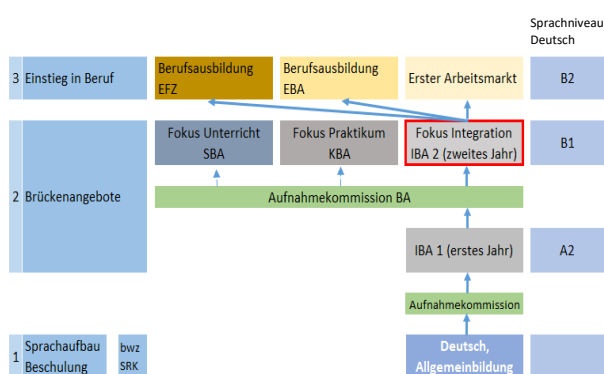 Sprachniveau
Deutsch
3 Einstieg in Beruf
Berufsausbildung
EFZ
Berufsausbildung
EBA
Erster Arbeitsmarkt
B2
Fokus Unterricht
SBA
Fokus Praktikum
KBA
Fokus Integration
IBA 2 (zweites Jahr)
B1
2 Brückenangebote
Aufnahmekommission BA
IBA 1 (erstes Jahr)
A2
Aufnahmekommission
1 Sprachaufbau
Beschulung
bwz
SRK
Deutsch,
Allgemeinbildung